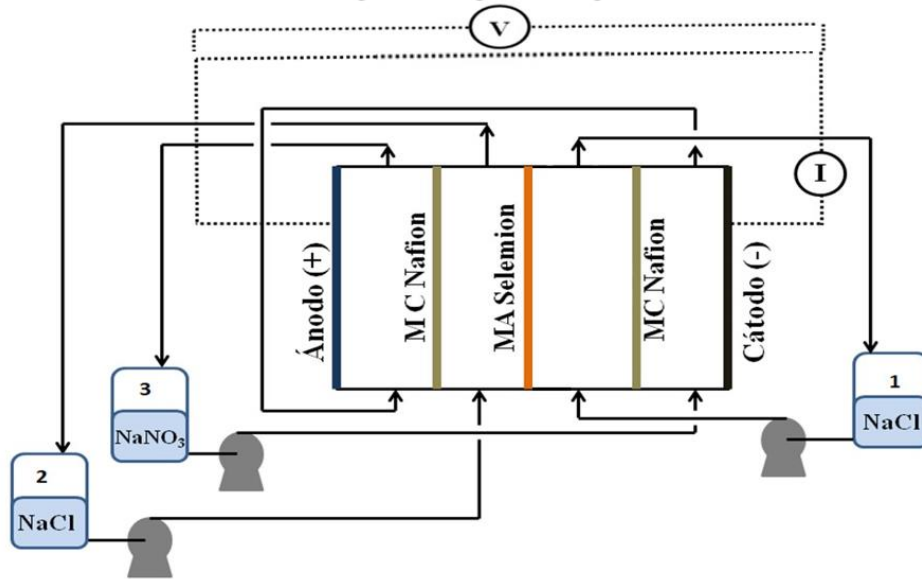 V
I
Ánodo (+)
M C Nafion
MA Selemion
MC Nafion
Cátodo (-)
1
NaCl
3
NaNO₃
2
NaCl